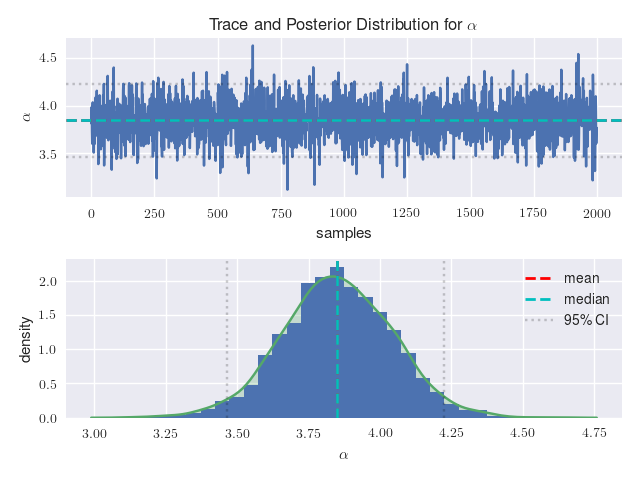 Trace and Posterior Distribution for α
4.5
4.0
3.5
α
0 250 500 750 1000 1250 1500 1750 2000
samples
2.0
1.5
1.0
0.5
0.0
density
mean
median
95% CI
3.00 3.25 3.50 3.75 4.00 4.25 4.50 4.75
α